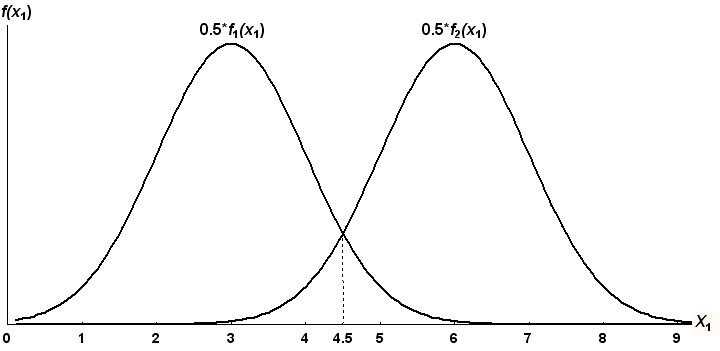 f(x₁)
0.5*f₁(x₁) 0.5*f₂(x₁)
0 1 2 3 4 4.5 5 6 7 8 9 X₁